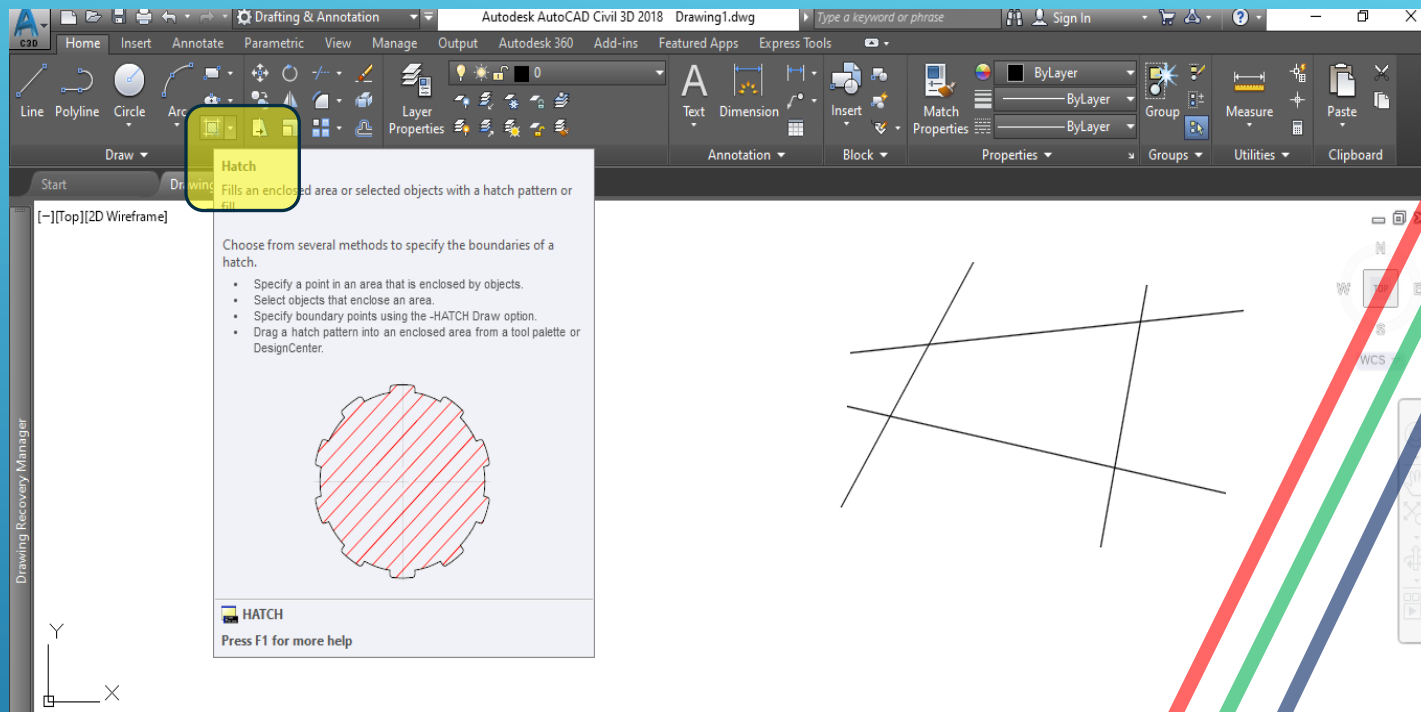 C3D
Drafting & Annotation
Autodesk AutoCAD Civil 3D 2018 Drawing1.dwg
Type a keyword or phrase
Sign In
Home Insert Annotate Parametric View Manage Output Autodesk 360 Add-ins Featured Apps Express Tools
0
ByLayer
ByLayer
ByLayer
Line Polyline Circle Arc
Layer
Properties
Text Dimension
Insert
Match
Properties
Group
Measure
Paste
Draw
Annotation
Block
Properties
Groups
Utilities
Clipboard
Start
[−][Top][2D Wireframe]
Hatch
Fills an enclosed area or selected objects with a hatch pattern or
fill.
Choose from several methods to specify the boundaries of a
hatch.
• Specify a point in an area that is enclosed by objects.
• Select objects that enclose an area.
• Specify boundary points using the -HATCH Draw option.
• Drag a hatch pattern into an enclosed area from a tool palette or
DesignCenter.
HATCH
Press F1 for more help
Drawing Recovery Manager
N
W TOP E
S
WCS
Y
X